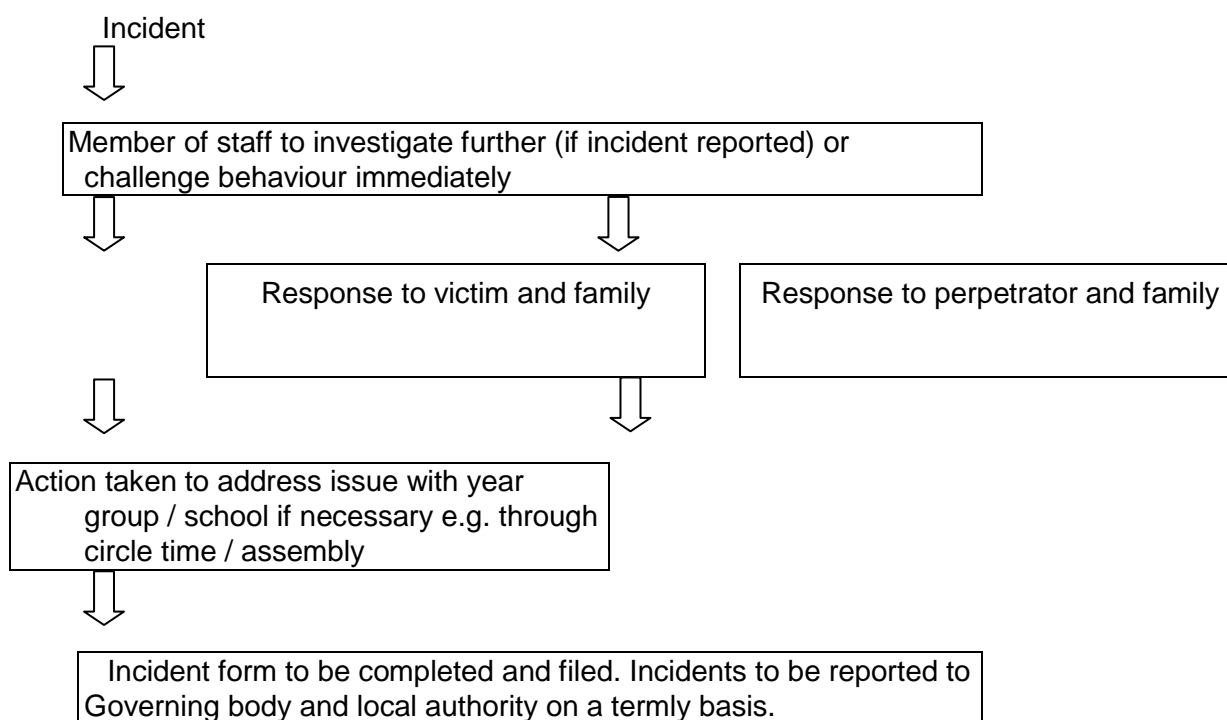 Incident
Member of staff to investigate further (if incident reported) or
challenge behaviour immediately
Response to victim and family
Response to perpetrator and family
Action taken to address issue with year
group / school if necessary e.g. through
circle time / assembly
Incident form to be completed and filed. Incidents to be reported to
Governing body and local authority on a termly basis.